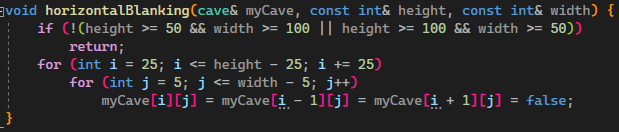 void horizontalBlanking(cave& myCave, const int& height, const int& width) {
    if (!(height >= 50 && width >= 100 || height >= 100 && width >= 50))
        return;
    for (int i = 25; i <= height - 25; i += 25)
        for (int j = 5; j <= width - 5; j++)
            myCave[i][j] = myCave[i - 1][j] = myCave[i + 1][j] = false;
}